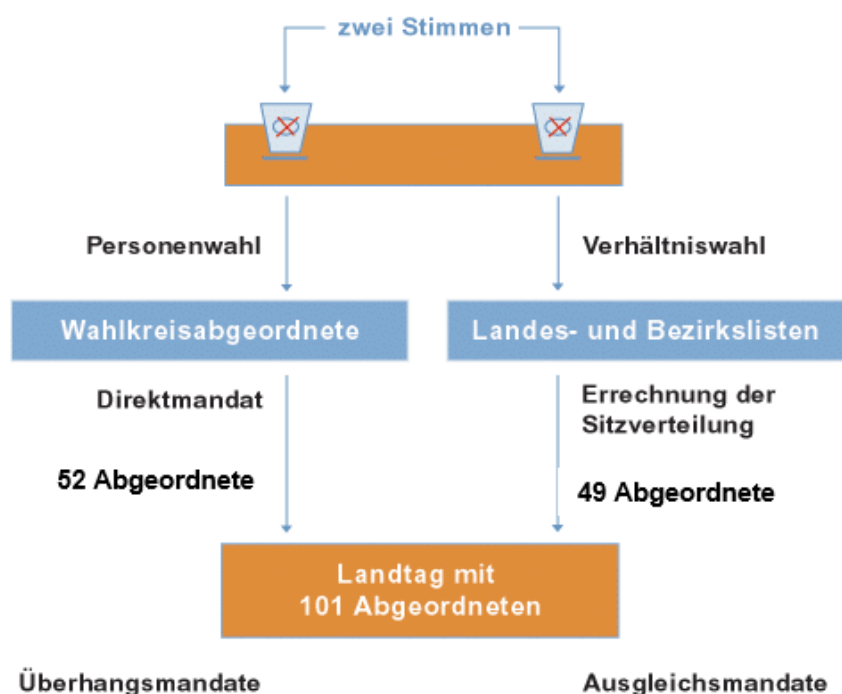 zwei Stimmen
Personenwahl
Verhältniswahl
Wahlkreisabgeordnete
Landes- und Bezirkslisten
Direktmandat
Errechnung der
Sitzverteilung
52 Abgeordnete
49 Abgeordnete
Landtag mit
101 Abgeordneten
Überhangsmandate
Ausgleichsmandate